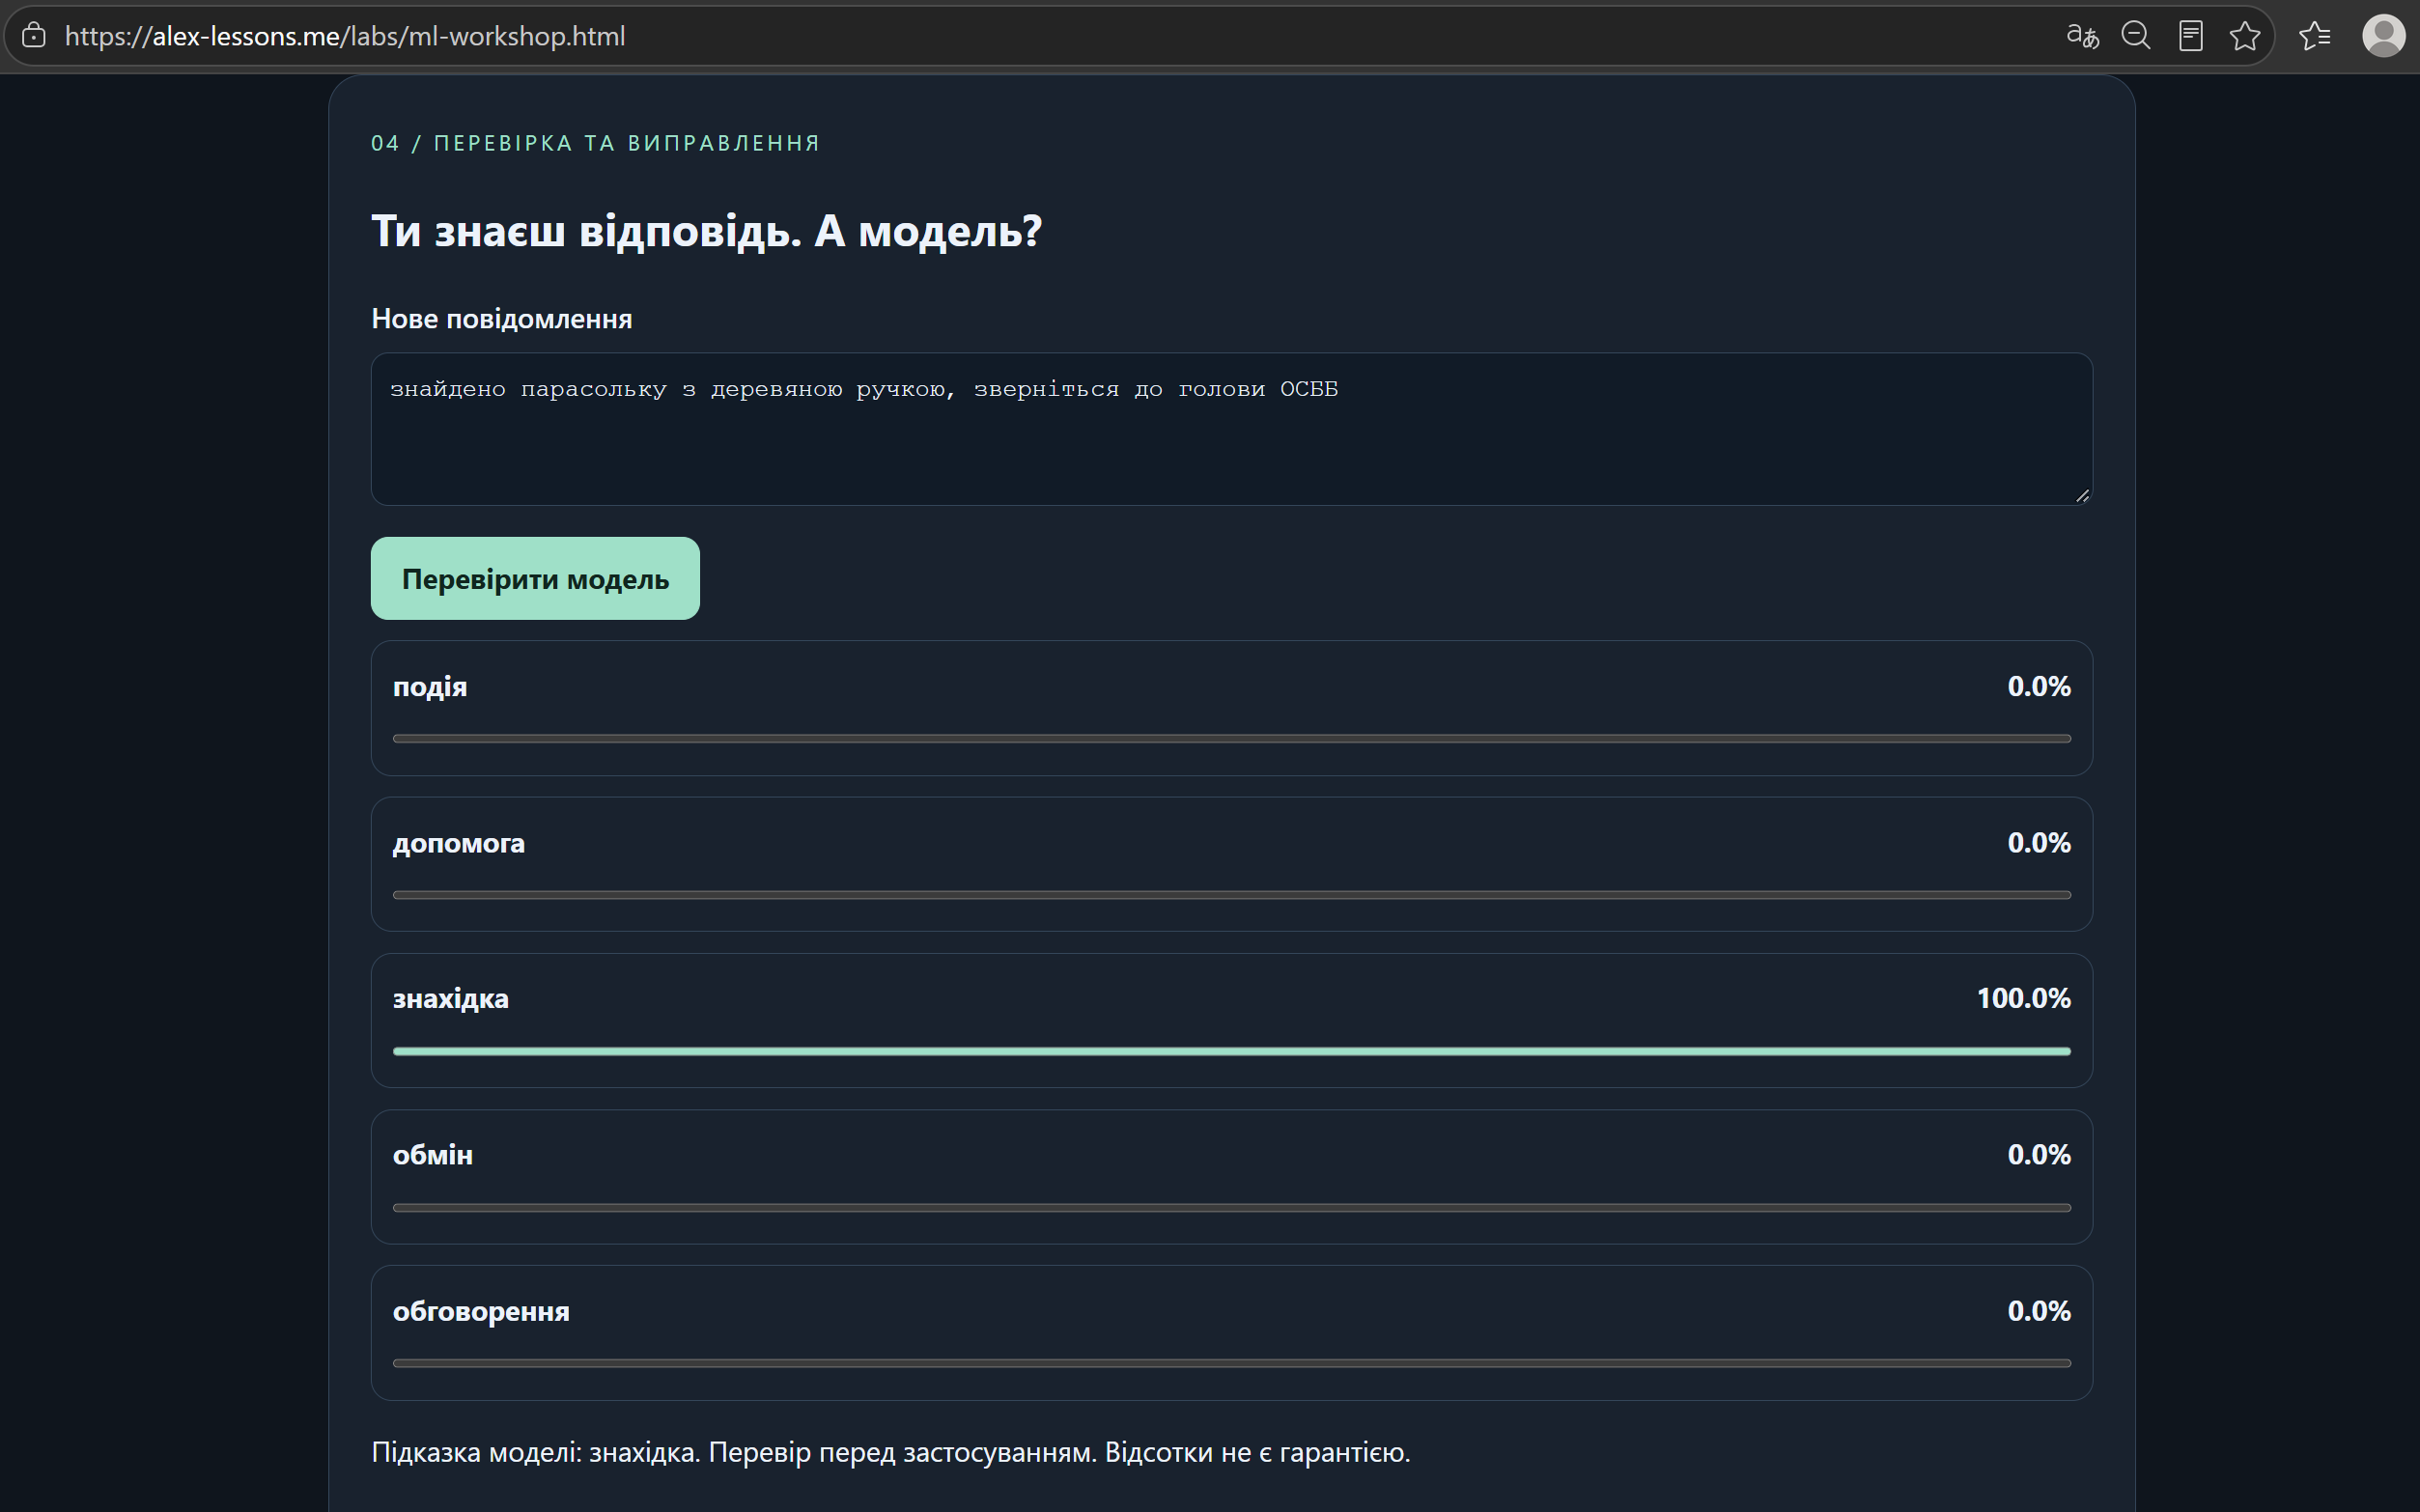 https://alex-lessons.me/labs/ml-workshop.html
04 / ПЕРЕВІРКА ТА ВИПРАВЛЕННЯ
Ти знаєш відповідь. А модель?
Нове повідомлення
знайдено парасольку з деревяною ручкою, зверніться до голови ОСББ
Перевірити модель
подія 0.0%
допомога 0.0%
знахідка 100.0%
обмін 0.0%
обговорення 0.0%
Підказка моделі: знахідка. Перевір перед застосуванням. Відсотки не є гарантією.